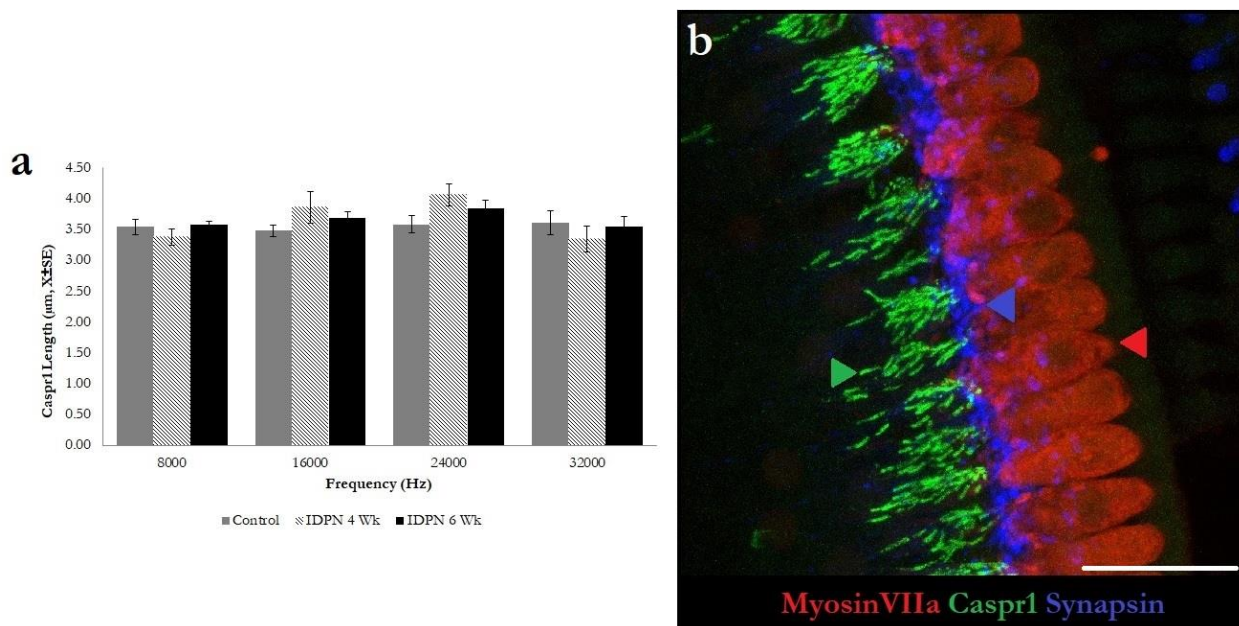 a
4.50
4.00
3.50
3.00
2.50
2.00
1.50
1.00
0.50
0.00
Caspr1 Length (µm, X±SE)
8000 16000 24000 32000
Frequency (Hz)
Control IDPN 4 Wk IDPN 6 Wk
b
MyosinVIIa Caspr1 Synapsin